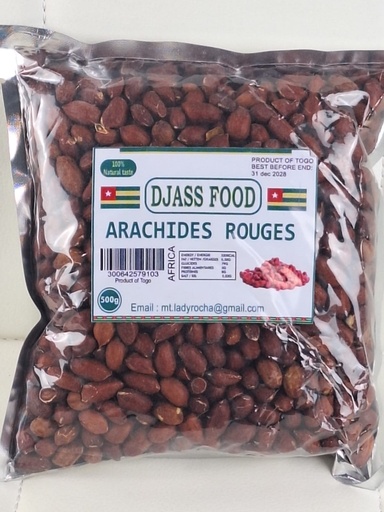 100%
Natural taste
PRODUCT OF TOGO
BEST BEFORE END:
31 dec 2028
DJASS FOOD
ARACHIDES ROUGES
300642579103
Product of Togo
AFRICA
500g
Email : mt.ladyrocha@gmail.com